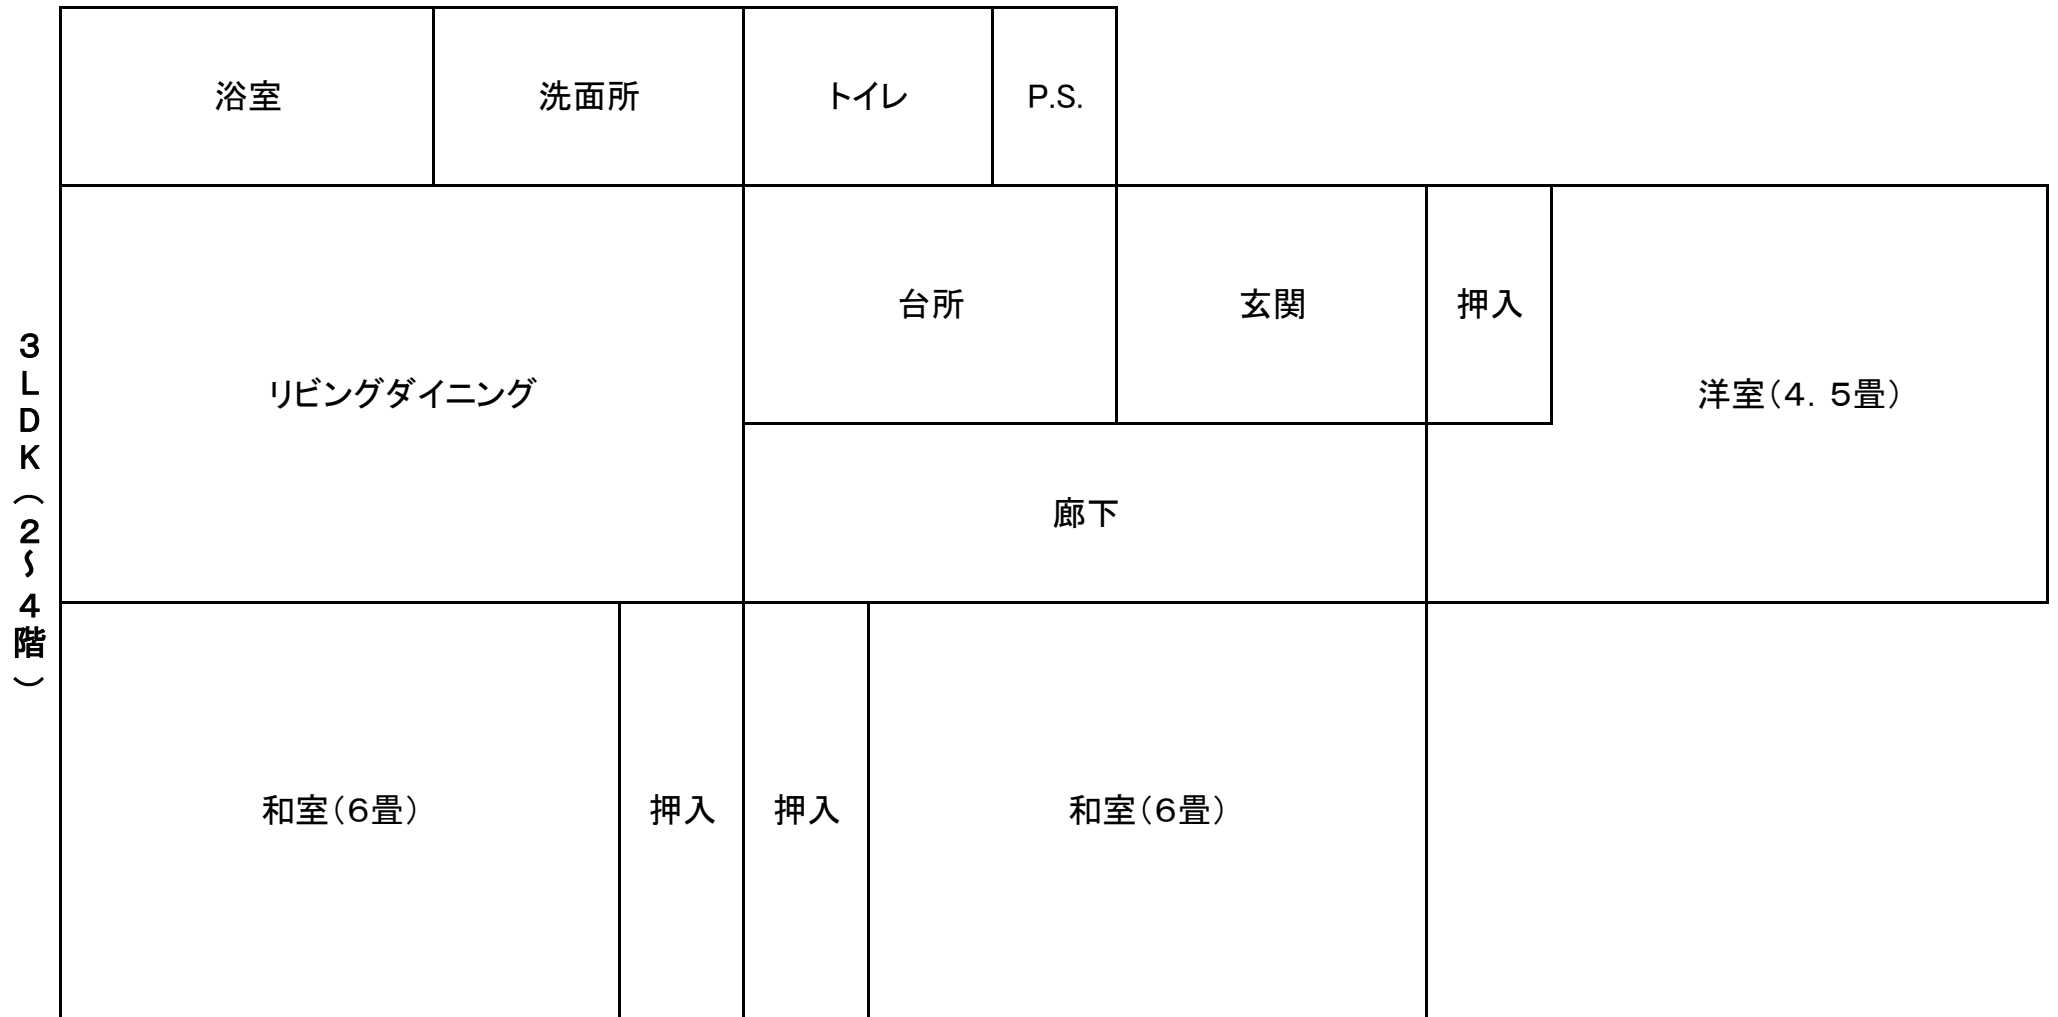 浴室
洗面所
トイレ
P.S.
リビングダイニング
台所
玄関
押入
洋室（４．５畳）
廊下
３ＬＤＫ（２～４階）
和室（６畳）
押入
押入
和室（６畳）